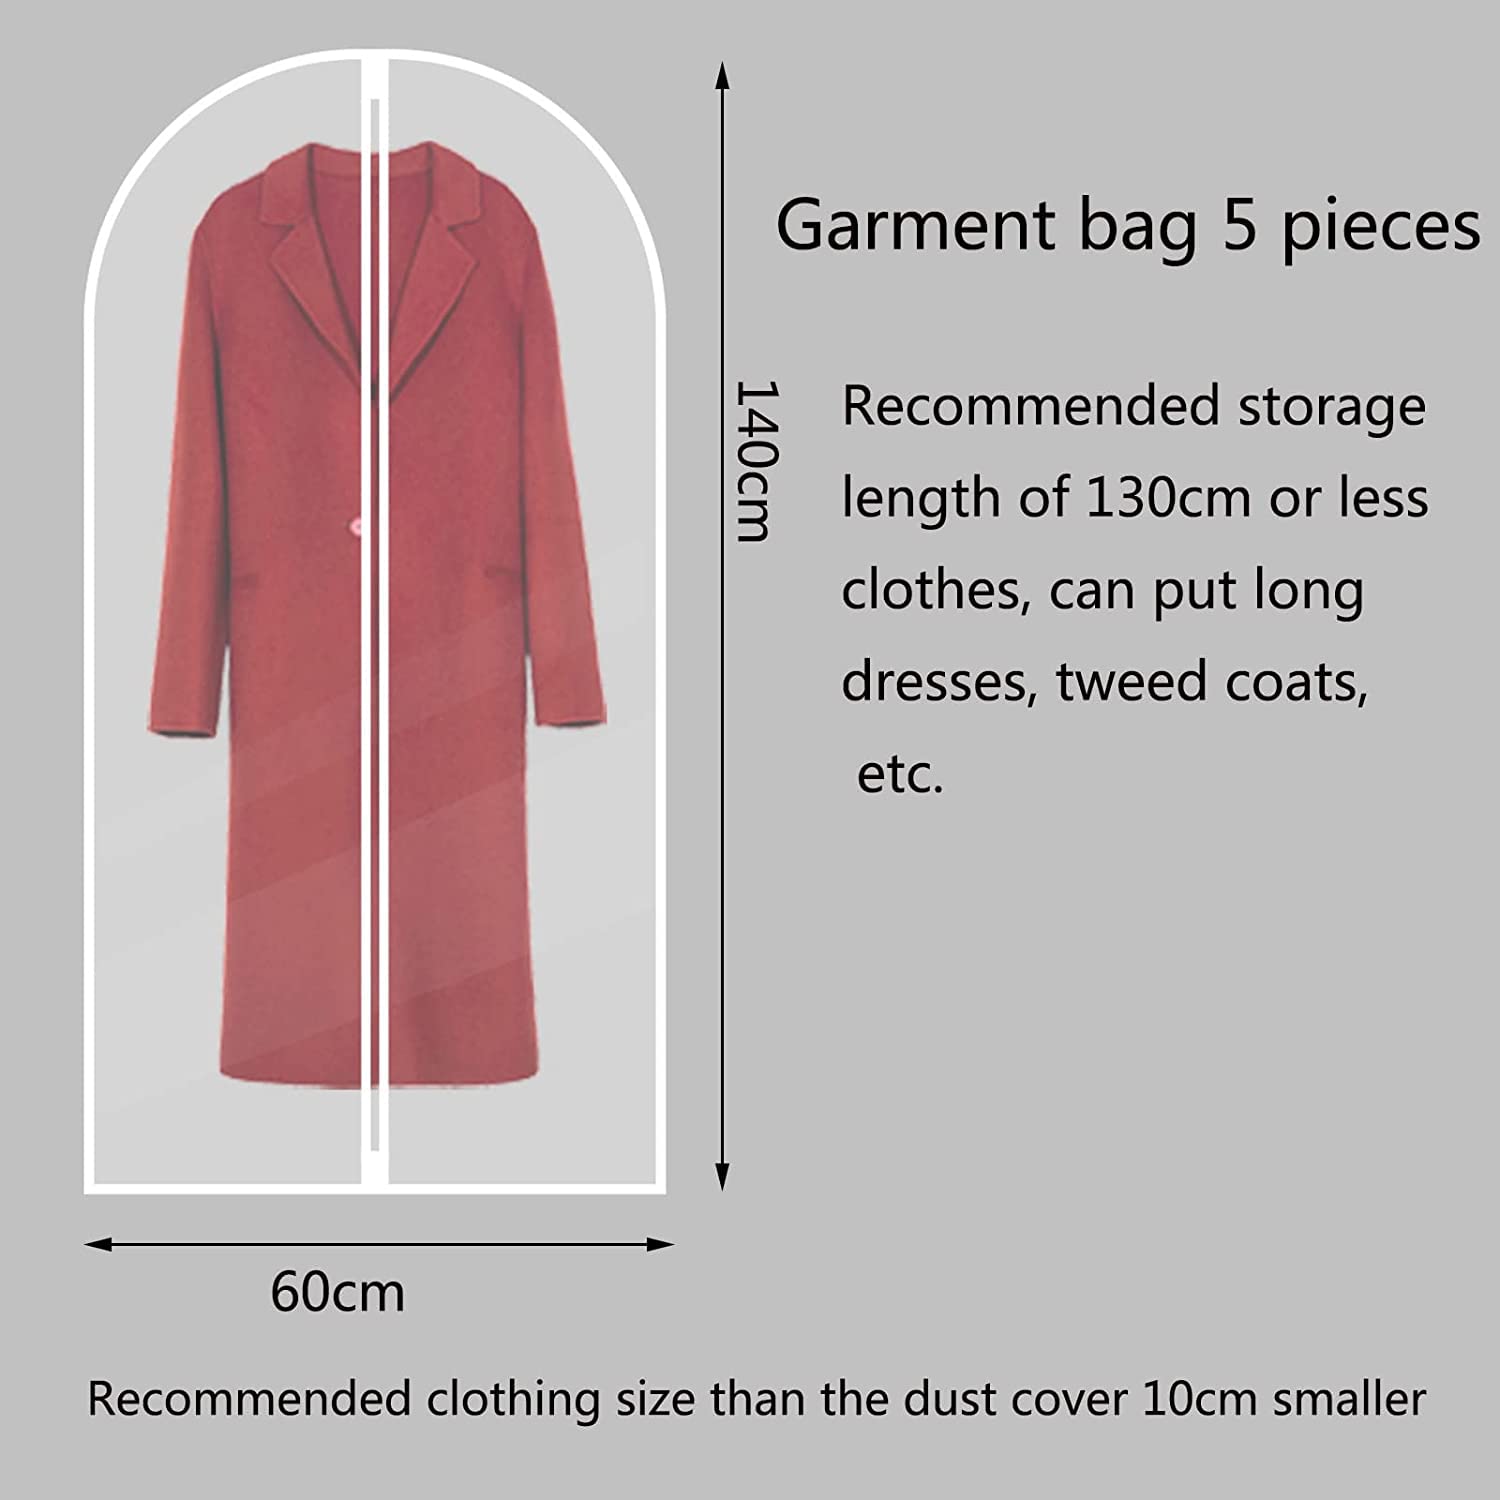 Garment bag 5 pieces
140cm
Recommended storage
length of 130cm or less
clothes, can put long
dresses, tweed coats,
etc.
60cm
Recommended clothing size than the dust cover 10cm smaller